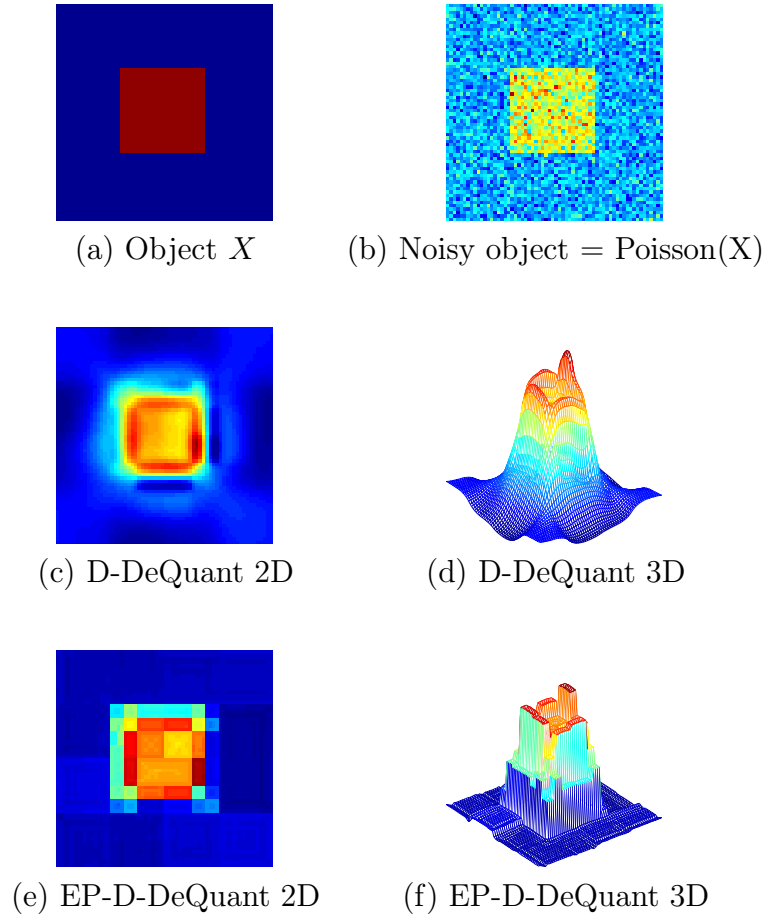 (a) Object X
(b) Noisy object = Poisson(X)
(c) D-DeQuant 2D
(d) D-DeQuant 3D
(e) EP-D-DeQuant 2D
(f) EP-D-DeQuant 3D